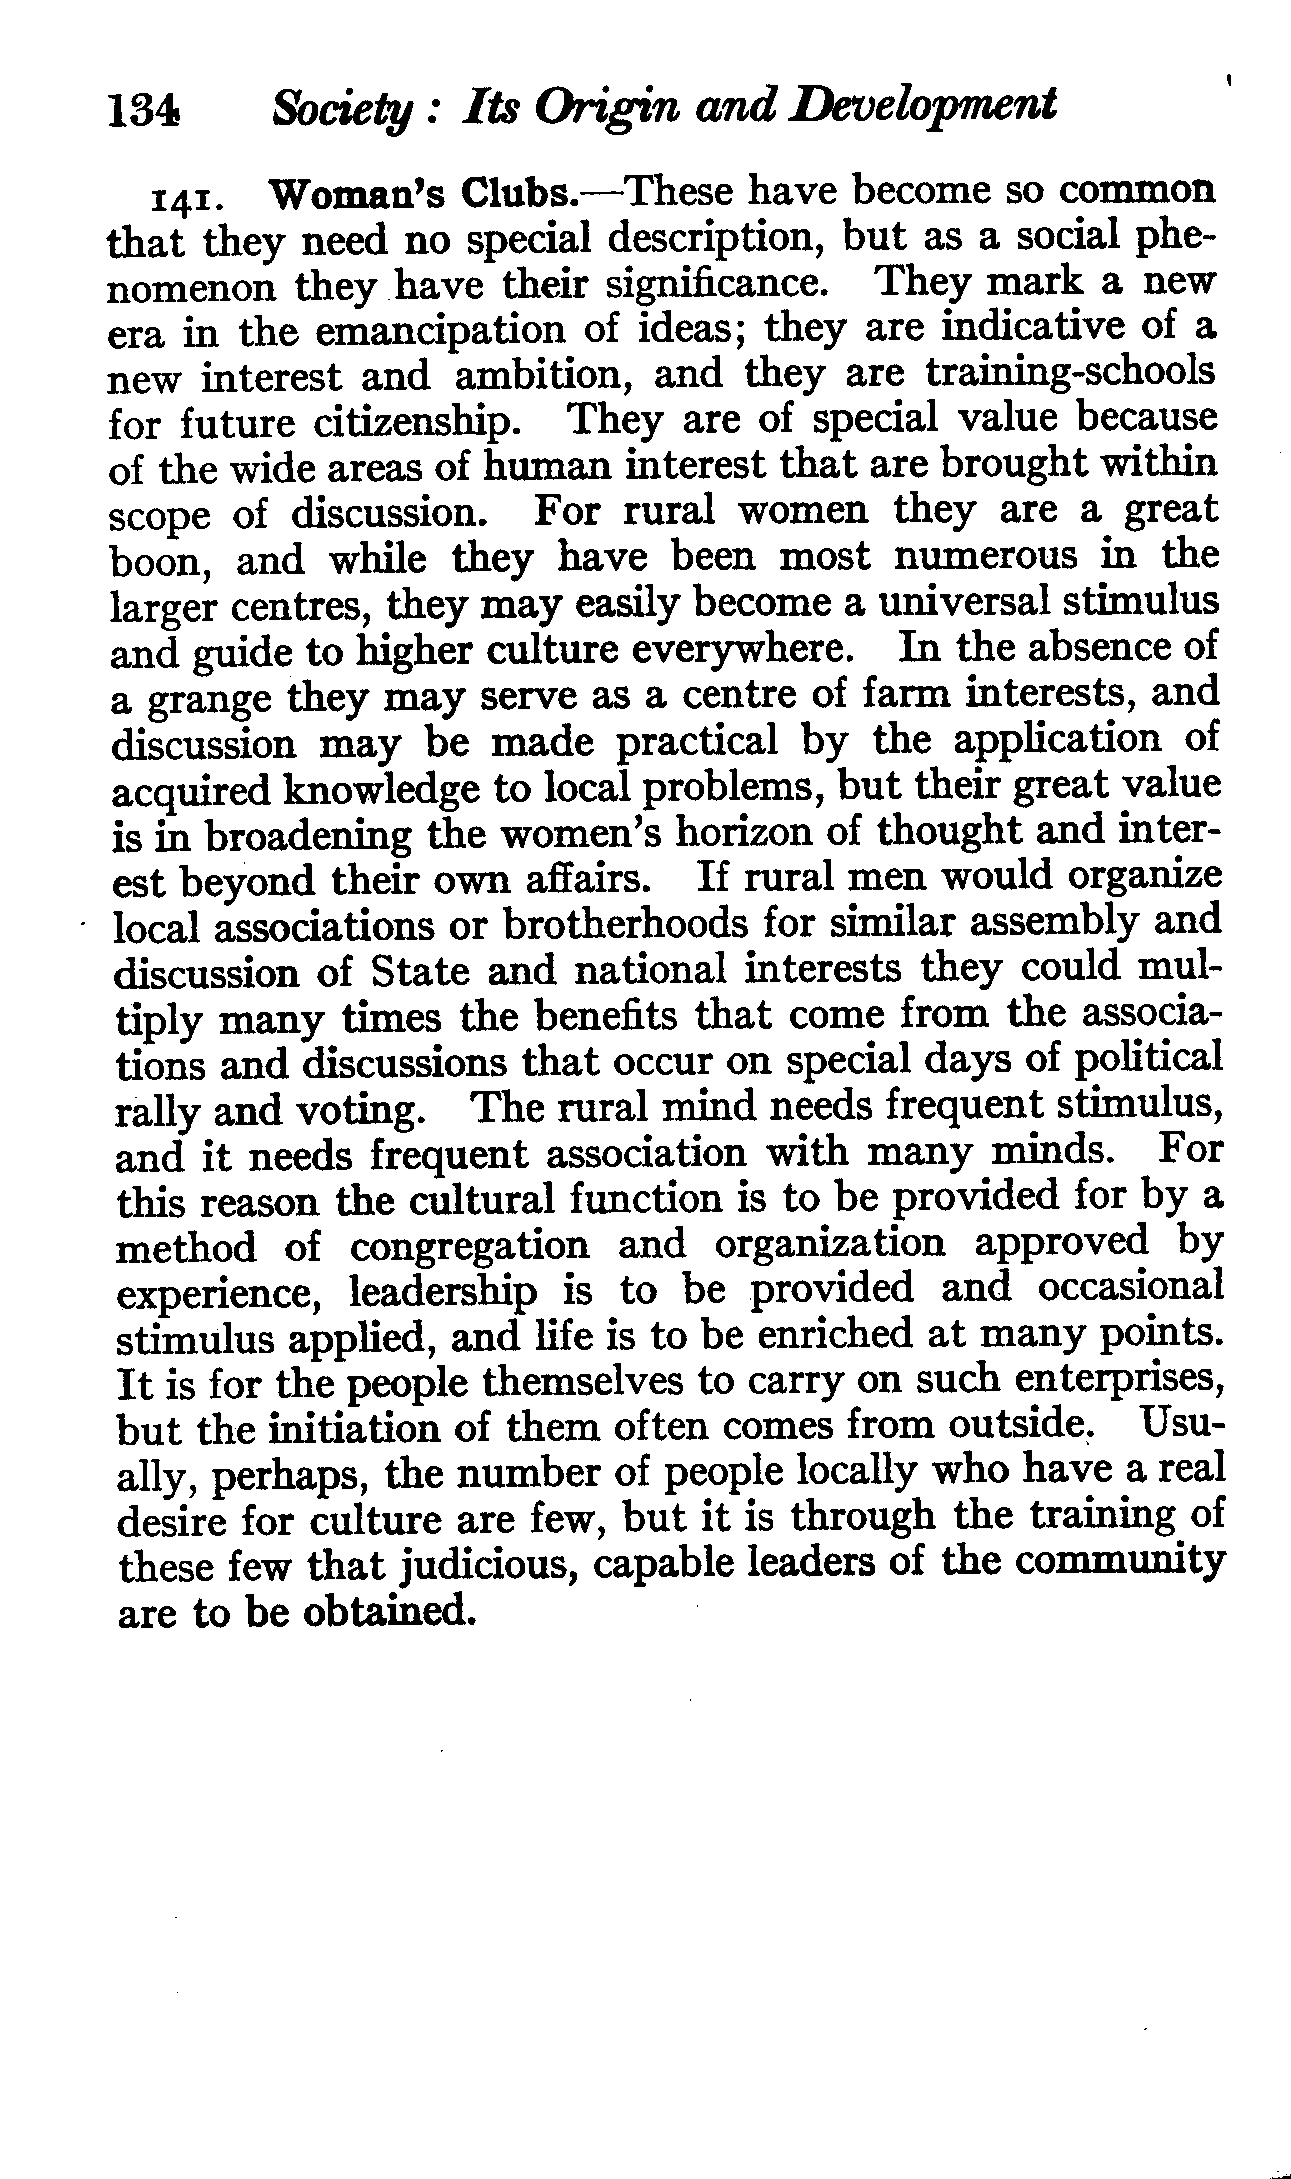 134 Society : Its Origin and Development
141. Woman's Clubs.—These have become so common
that they need no special description, but as a social phe-
nomenon they have their significance. They mark a new
era in the emancipation of ideas; they are indicative of a
new interest and ambition, and they are training-schools
for future citizenship. They are of special value because
of the wide areas of human interest that are brought within
scope of discussion. For rural women they are a great
boon, and while they have been most numerous in the
larger centres, they may easily become a universal stimulus
and guide to higher culture everywhere. In the absence of
a grange they may serve as a centre of farm interests, and
discussion may be made practical by the application of
acquired knowledge to local problems, but their great value
is in broadening the women's horizon of thought and inter-
est beyond their own affairs. If rural men would organize
local associations or brotherhoods for similar assembly and
discussion of State and national interests they could mul-
tiply many times the benefits that come from the associa-
tions and discussions that occur on special days of political
rally and voting. The rural mind needs frequent stimulus,
and it needs frequent association with many minds. For
this reason the cultural function is to be provided for by a
method of congregation and organization approved by
experience, leadership is to be provided and occasional
stimulus applied, and life is to be enriched at many points.
It is for the people themselves to carry on such enterprises,
but the initiation of them often comes from outside. Usu-
ally, perhaps, the number of people locally who have a real
desire for culture are few, but it is through the training of
these few that judicious, capable leaders of the community
are to be obtained.